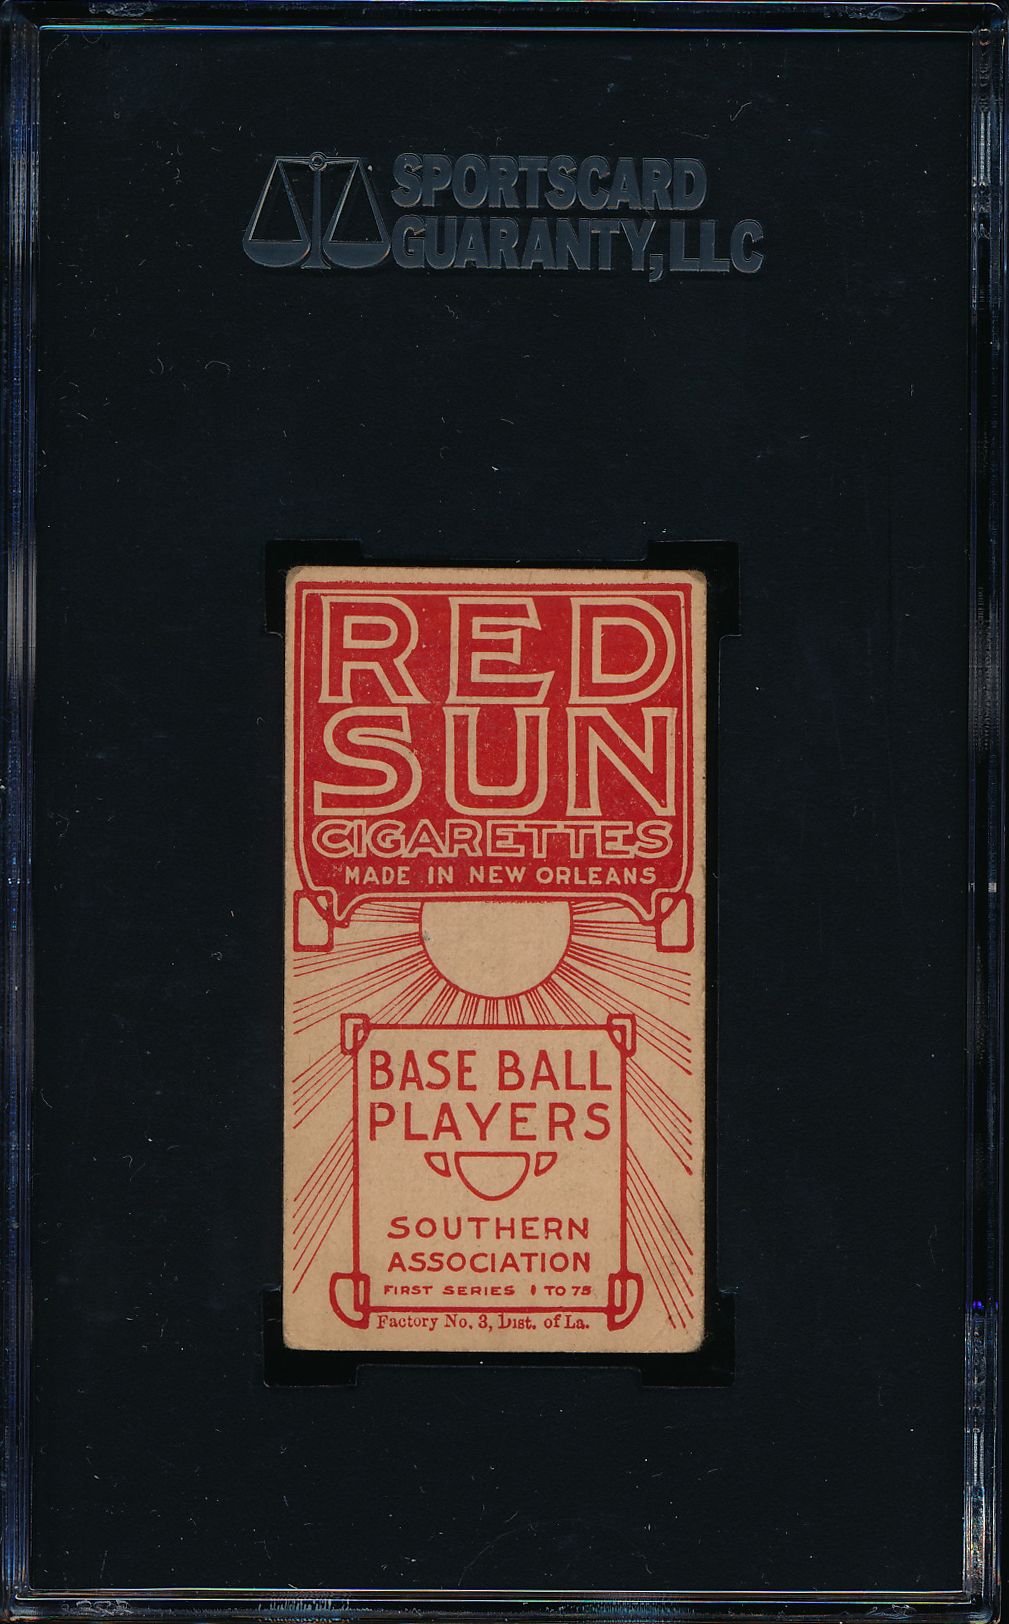 SPORTSCARD
GUARANTY, LLC
RED
SUN
CIGARETTES
MADE IN NEW ORLEANS
BASE BALL
PLAYERS
SOUTHERN
ASSOCIATION
FIRST SERIES 1 TO 75
Factory No. 3, Dist. of La.